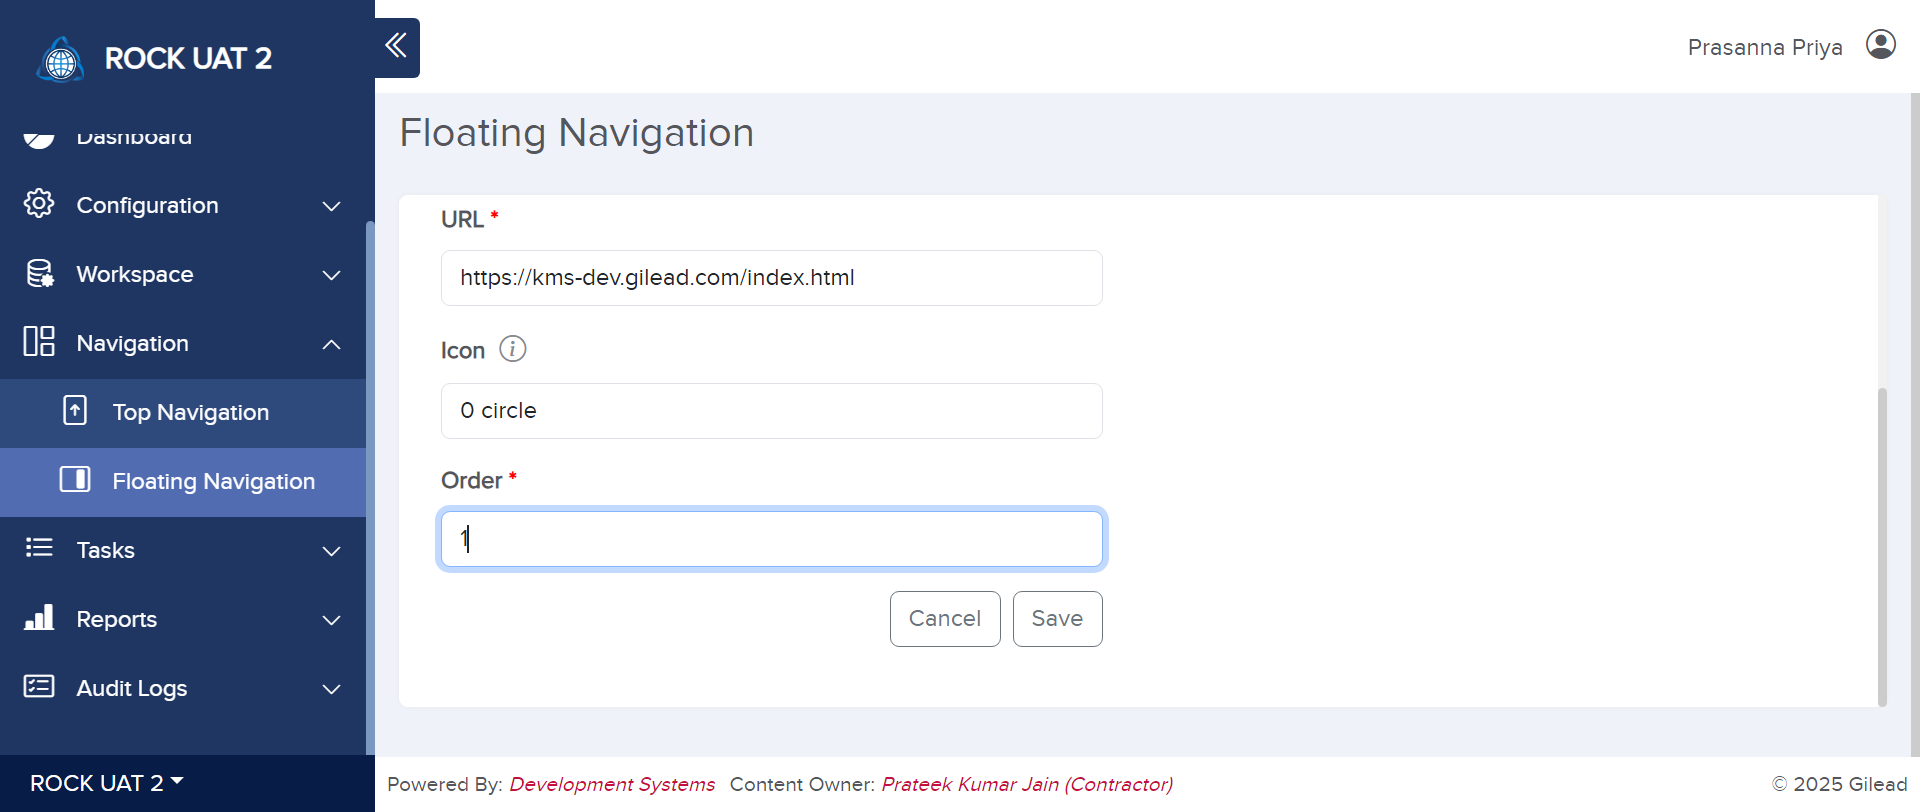 ROCK UAT 2
Prasanna Priya
Dashboard
Configuration
Workspace
Navigation
Top Navigation
Floating Navigation
Tasks
Reports
Audit Logs
ROCK UAT 2
Floating Navigation
URL *
https://kms-dev.gilead.com/index.html
Icon i
0 circle
Order *
1
Cancel Save
Powered By: Development Systems Content Owner: Prateek Kumar Jain (Contractor) © 2025 Gilead